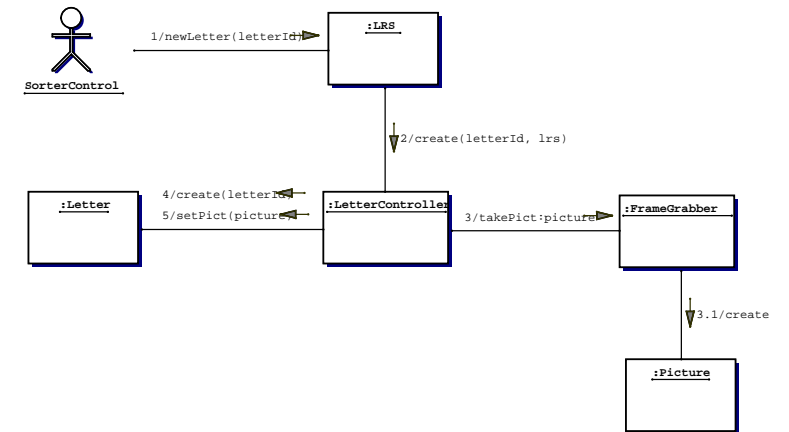 :LRS
1/newLetter(letterId)
SorterControl
2/create(letterId, lrs)
4/create(letterId)
:Letter
:LetterController
:FrameGrabber
5/setPict(picture)
3/takePict:picture
3.1/create
:Picture